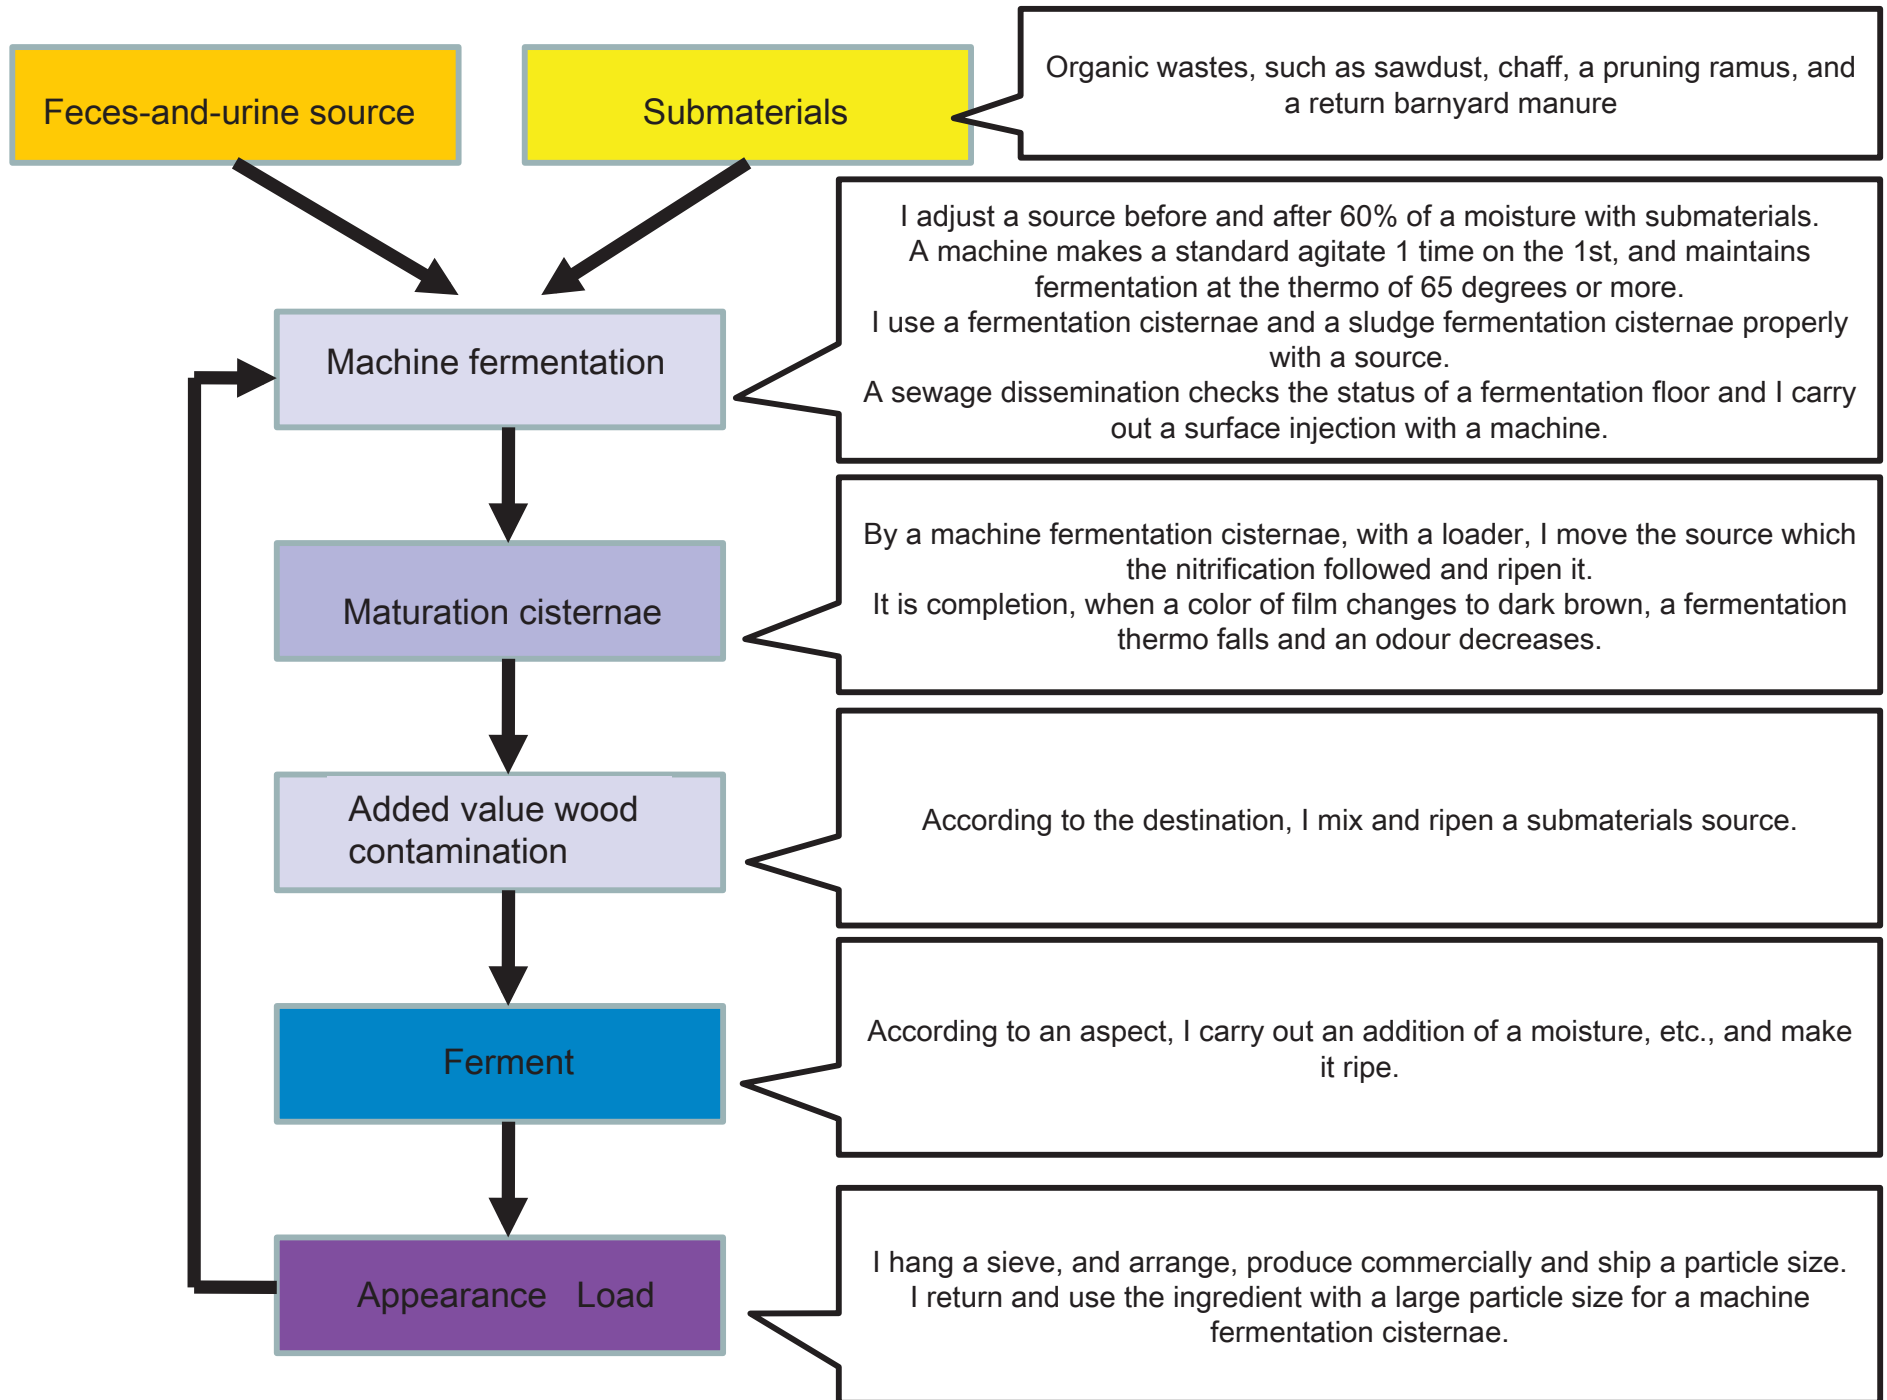 Feces-and-urine source
Submaterials
Organic wastes, such as sawdust, chaff, a pruning ramus, and
a return barnyard manure
Machine fermentation
I adjust a source before and after 60% of a moisture with submaterials.
A machine makes a standard agitate 1 time on the 1st, and maintains
fermentation at the thermo of 65 degrees or more.
I use a fermentation cisternae and a sludge fermentation cisternae properly
with a source.
A sewage dissemination checks the status of a fermentation floor and I carry
out a surface injection with a machine.
Maturation cisternae
By a machine fermentation cisternae, with a loader, I move the source which
the nitrification followed and ripen it.
It is completion, when a color of film changes to dark brown, a fermentation
thermo falls and an odour decreases.
Added value wood
contamination
According to the destination, I mix and ripen a submaterials source.
Ferment
According to an aspect, I carry out an addition of a moisture, etc., and make
it ripe.
Appearance Load
I hang a sieve, and arrange, produce commercially and ship a particle size.
I return and use the ingredient with a large particle size for a machine
fermentation cisternae.